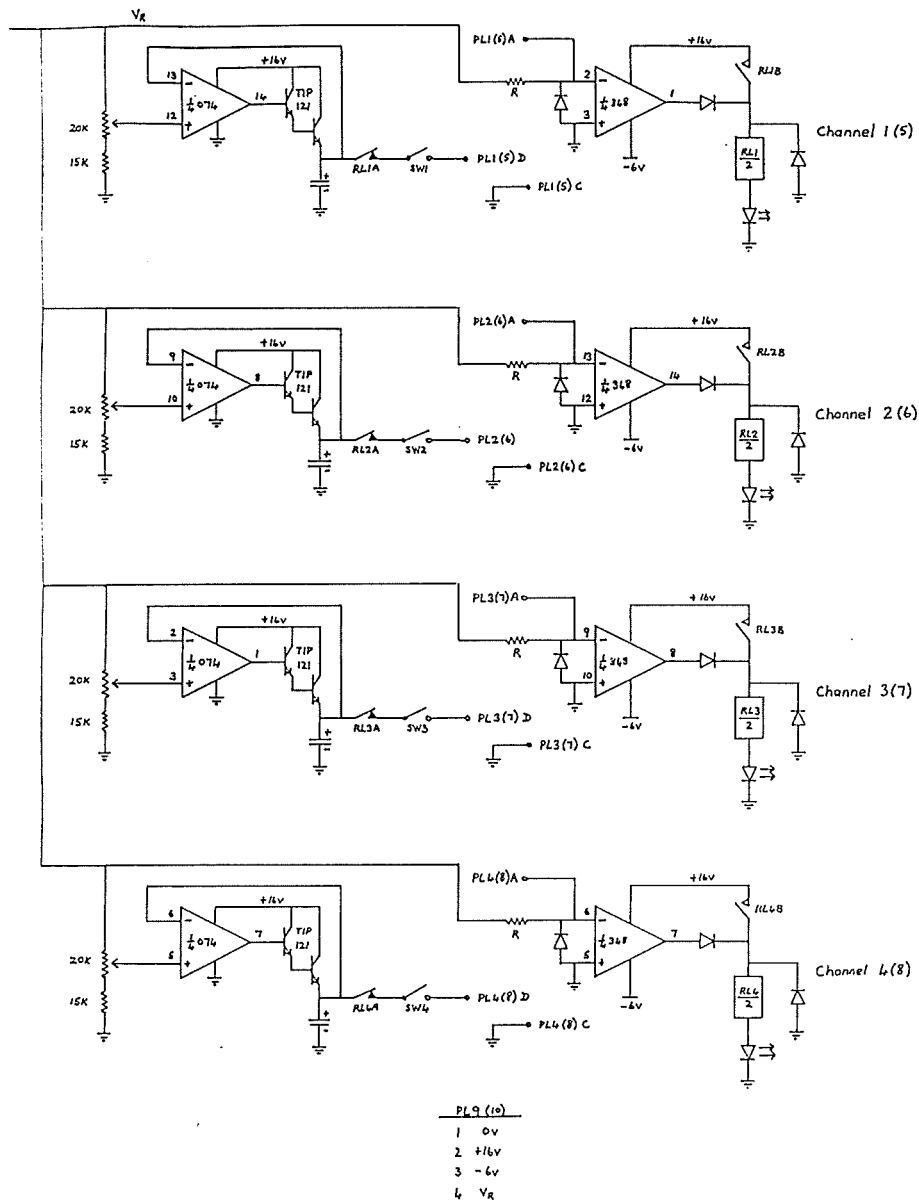 VR
PL1(5)A
+16v
+16v
RL1B
13
14
TIP
121
1/4 074
12
20K
15K
R
2
3
1/4 348
1
-6v
Channel 1(5)
RL1/2
RL1A
SW1
PL1(5)D
PL1(5)C
+
-
PL2(6)A
+16v
+16v
RL2B
9
8
TIP
121
1/4 074
10
20K
15K
R
13
12
1/4 348
14
-6v
Channel 2(6)
RL2/2
RL2A
SW2
PL2(6)
PL2(6)C
PL3(7)A
+16v
+16v
RL3B
2
1
TIP
121
1/4 074
3
20K
15K
R
9
10
8
-6v
Channel 3(7)
RL3/2
RL3A
SW3
PL3(7)D
PL3(7)C
PL4(8)A
+16v
+16v
6
7
TIP
121
1/4 074
5
20K
15K
R
6
5
1/4 348
7
-6v
Channel 4(8)
RL4/2
RL4A
SW4
PL4(8)D
PL4(8)C
PL9(10)
1 0v
2 +16v
3 -6v
4 VR